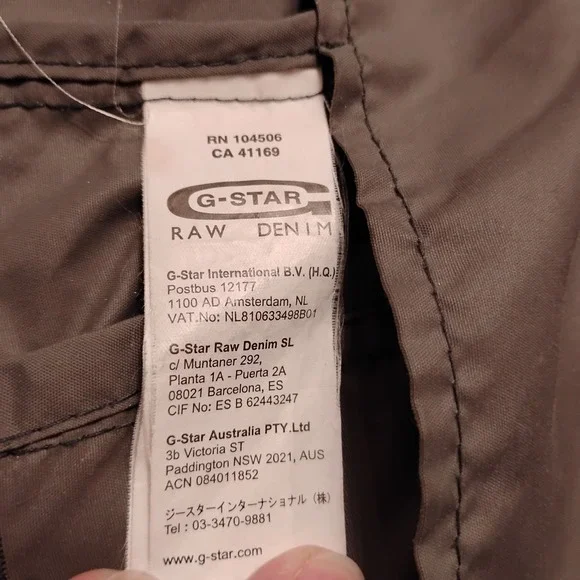 RN 104506
CA 41169
G-STAR
RAW DENIM
G-Star International B.V. (H.Q.)
Postbus 12177
1100 AD Amsterdam, NL
VAT.No: NL810633498B01
G-Star Raw Denim SL
c/ Muntaner 292,
Planta 1A - Puerta 2A
08021 Barcelona, ES
CIF No: ES B 62443247
G-Star Australia PTY.Ltd
3b Victoria ST
Paddington NSW 2021, AUS
ACN 084011852
ジースターインターナショナル（株）
Tel : 03-3470-9881
www.g-star.com